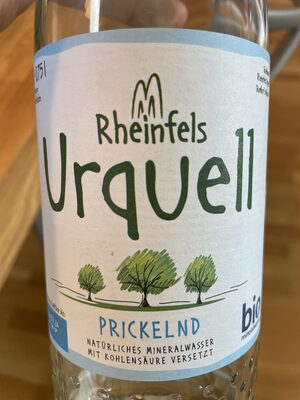 Rheinfels
Urquell
PRICKELND
NATÜRLICHES MINERALWASSER
MIT KOHLENSÄURE VERSETZT
bio